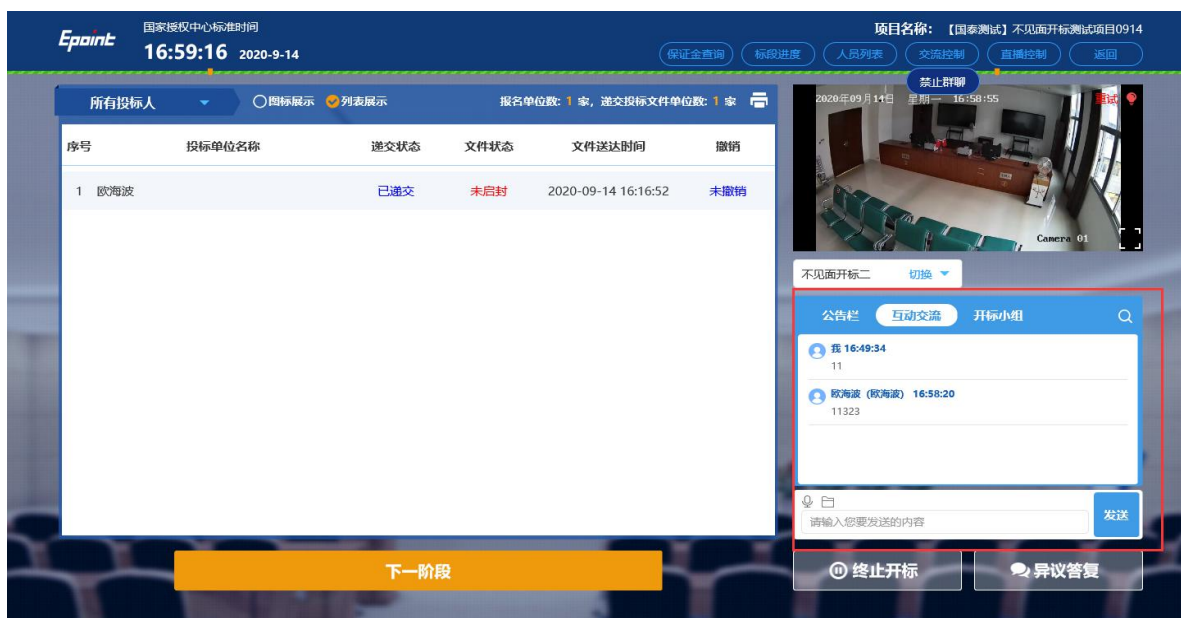 Epoint
国家授权中心标准时间
16:59:16 2020-9-14
项目名称： 【国泰测试】不见面开标测试项目0914
保证金查询 标段进度 人员列表 交流控制 直播控制 返回
禁止群聊
所有投标人 图标展示 列表展示 报名单位数: 1 家，递交投标文件单位数: 1 家
序号 投标单位名称 递交状态 文件状态 文件送达时间 撤销
1 欧海波 已递交 未启封 2020-09-14 16:16:52 未撤销
2020年09月14日 星期一 16:58:55
重试
Camera 01
不见面开标二 切换
公告栏 互动交流 开标小组
我 16:49:34
11
欧海波（欧海波） 16:58:20
11323
请输入您要发送的内容
发送
下一阶段
终止开标
异议答复